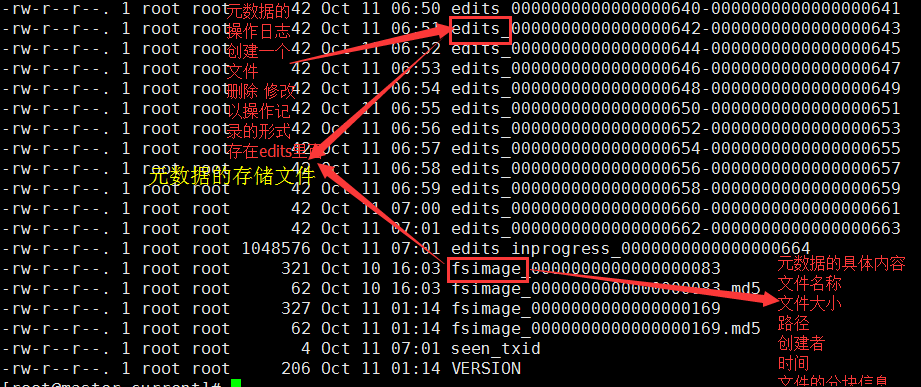 -rw-r--r--. 1 root root 42 Oct 11 06:50 edits_0000000000000000640-0000000000000000641
-rw-r--r--. 1 root root 42 Oct 11 06:51 edits_0000000000000000642-0000000000000000643
-rw-r--r--. 1 root root 42 Oct 11 06:52 edits_0000000000000000644-0000000000000000645
-rw-r--r--. 1 root root 42 Oct 11 06:53 edits_0000000000000000646-0000000000000000647
-rw-r--r--. 1 root root 42 Oct 11 06:54 edits_0000000000000000648-0000000000000000649
-rw-r--r--. 1 root root 42 Oct 11 06:55 edits_0000000000000000650-0000000000000000651
-rw-r--r--. 1 root root 42 Oct 11 06:56 edits_0000000000000000652-0000000000000000653
-rw-r--r--. 1 root root 42 Oct 11 06:57 edits_0000000000000000654-0000000000000000655
-rw-r--r--. 1 root root 42 Oct 11 06:58 edits_0000000000000000656-0000000000000000657
-rw-r--r--. 1 root root 42 Oct 11 06:59 edits_0000000000000000658-0000000000000000659
-rw-r--r--. 1 root root 42 Oct 11 07:00 edits_0000000000000000660-0000000000000000661
-rw-r--r--. 1 root root 42 Oct 11 07:01 edits_0000000000000000662-0000000000000000663
-rw-r--r--. 1 root root 1048576 Oct 11 07:01 edits_inprogress_0000000000000000664
-rw-r--r--. 1 root root 321 Oct 10 16:03 fsimage_0000000000000000083
-rw-r--r--. 1 root root 62 Oct 10 16:03 fsimage_0000000000000000083.md5
-rw-r--r--. 1 root root 327 Oct 11 01:14 fsimage_0000000000000000169
-rw-r--r--. 1 root root 62 Oct 11 01:14 fsimage_0000000000000000169.md5
-rw-r--r--. 1 root root 4 Oct 11 07:01 seen_txid
-rw-r--r--. 1 root root 206 Oct 11 01:14 VERSION
[root@master current]#
元数据的
操作日志
创建一个
文件
删除 修改
以操作记
录的形式
存在edits里面
元数据的存储文件
元数据的具体内容
文件名称
文件大小
路径
创建者
时间
文件的分块信息